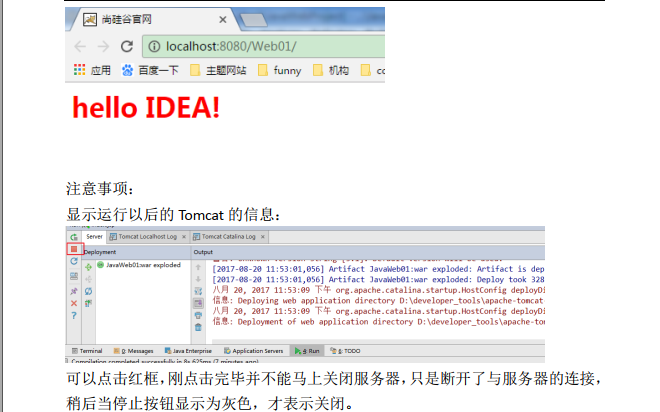 尚硅谷官网
localhost:8080/Web01/
应用 百度一下 主题网站 funny 机构
hello IDEA!
注意事项：
显示运行以后的 Tomcat 的信息：
Server Tomcat Localhost Log Tomcat Catalina Log
Deployment Output
JavaWeb01:war exploded
[2017-08-20 11:53:01,056] Artifact JavaWeb01:war exploded: Artifact is dep
[2017-08-20 11:53:01,056] Artifact JavaWeb01:war exploded: Deploy took 328
八月 20, 2017 11:53:09 下午 org.apache.catalina.startup.HostConfig deployDi
信息: Deploying web application directory D:\developer_tools\apache-tomcat
八月 20, 2017 11:53:09 下午 org.apache.catalina.startup.HostConfig deployDi
信息: Deployment of web application directory D:\developer_tools\apache-to
Terminal 0: Messages Java Enterprise Application Servers 4: Run 6: TODO
Compilation completed successfully in 8s 625ms (7 minutes ago)
可以点击红框，刚点击完毕并不能马上关闭服务器，只是断开了与服务器的连接，
稍后当停止按钮显示为灰色，才表示关闭。